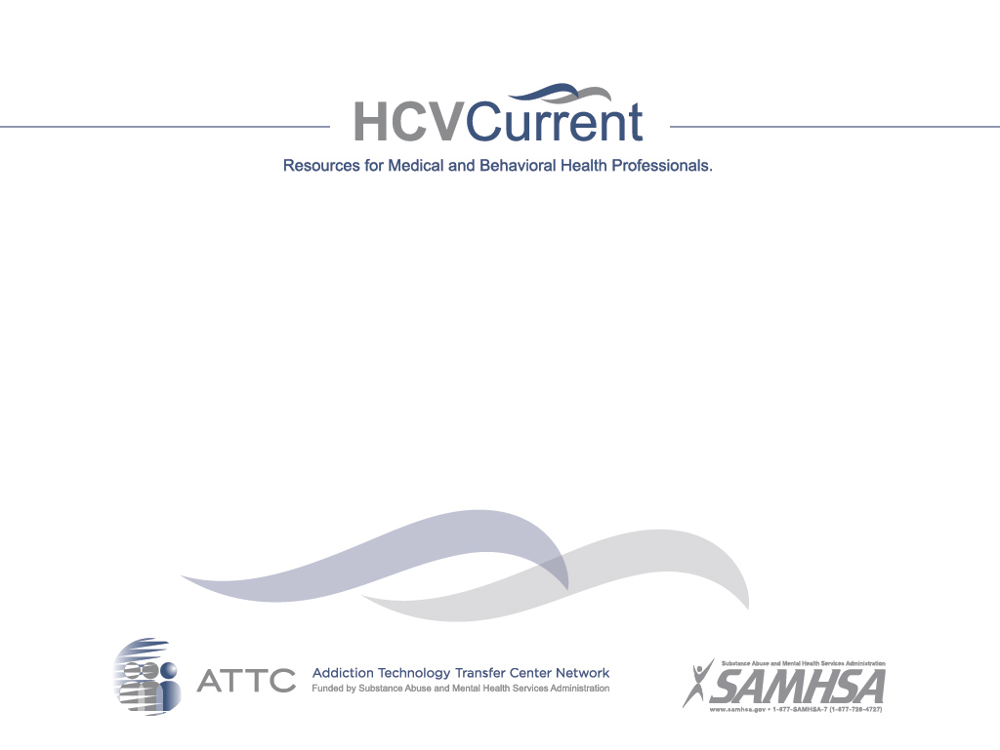 HCVCurrent
Resources for Medical and Behavioral Health Professionals.
ATTC
Addiction Technology Transfer Center Network
Funded by Substance Abuse and Mental Health Services Administration
Substance Abuse and Mental Health Services Administration
SAMHSA
www.samhsa.gov • 1-877-SAMHSA-7 (1-877-726-4727)